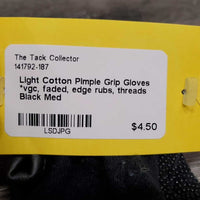 The Tack Collector
141792-187
Light Cotton Pimple Grip Gloves
*vgc, faded, edge rubs, threads
Black Med
LSDJPG
$4.50